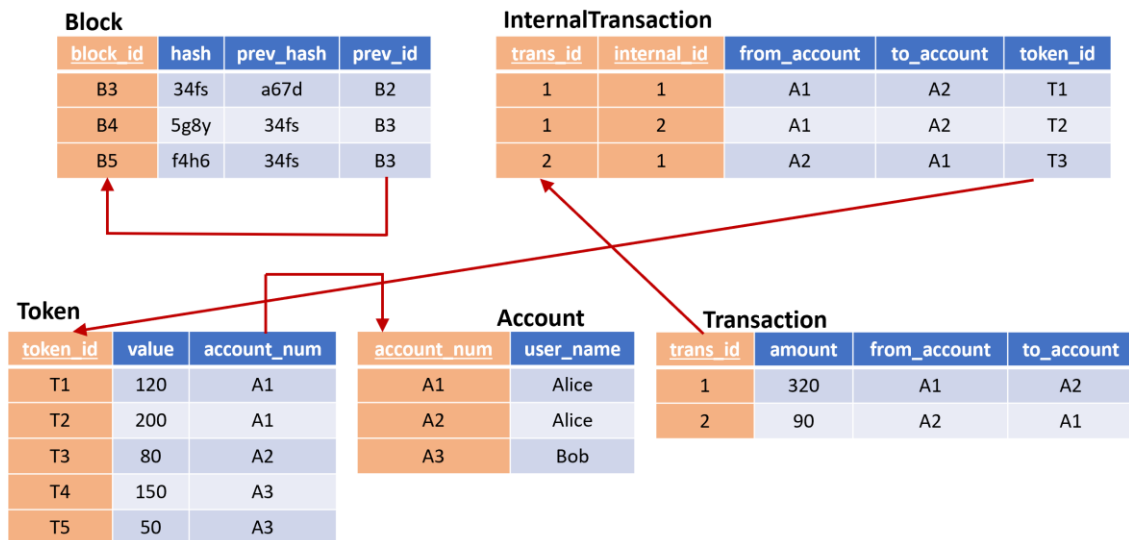 Block
block_id hash prev_hash prev_id
B3 34fs a67d B2
B4 5g8y 34fs B3
B5 f4h6 34fs B3
InternalTransaction
trans_id internal_id from_account to_account token_id
1 1 A1 A2 T1
1 2 A1 A2 T2
2 1 A2 A1 T3
Token
token_id value account_num
T1 120 A1
T2 200 A1
T3 80 A2
T4 150 A3
T5 50 A3
Account
account_num user_name
A1 Alice
A2 Alice
A3 Bob
Transaction
trans_id amount from_account to_account
1 320 A1 A2
2 90 A2 A1